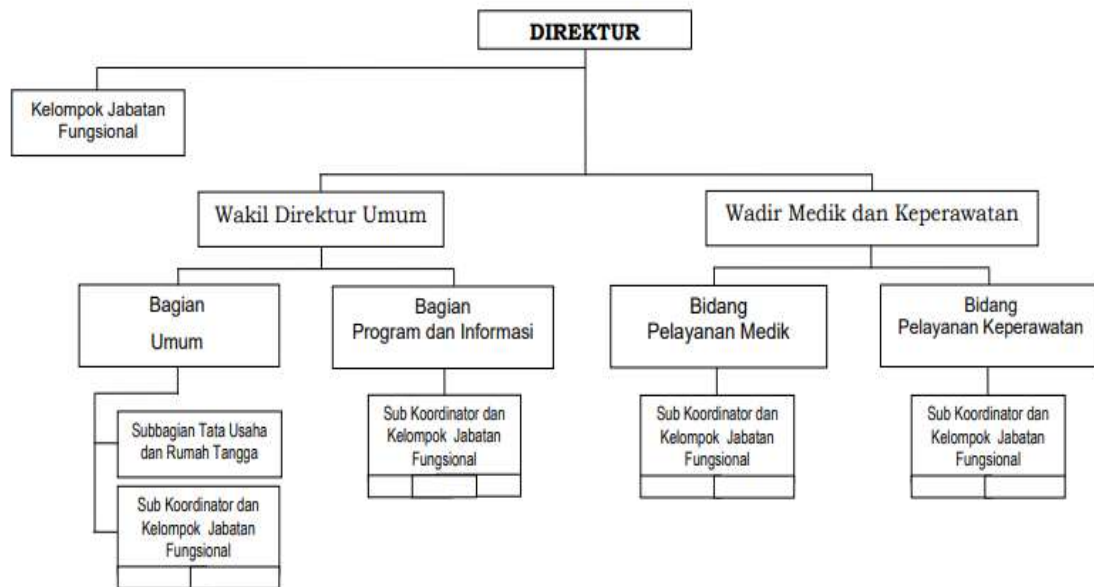 DIREKTUR
Kelompok Jabatan
Fungsional
Wakil Direktur Umum
Wadir Medik dan Keperawatan
Bagian
Umum
Bagian
Program dan Informasi
Bidang
Pelayanan Medik
Bidang
Pelayanan Keperawatan
Subbagian Tata Usaha
dan Rumah Tangga
Sub Koordinator dan
Kelompok Jabatan
Fungsional
Sub Koordinator dan
Kelompok Jabatan
Fungsional
Sub Koordinator dan
Kelompok Jabatan
Fungsional
Sub Koordinator dan
Kelompok Jabatan
Fungsional